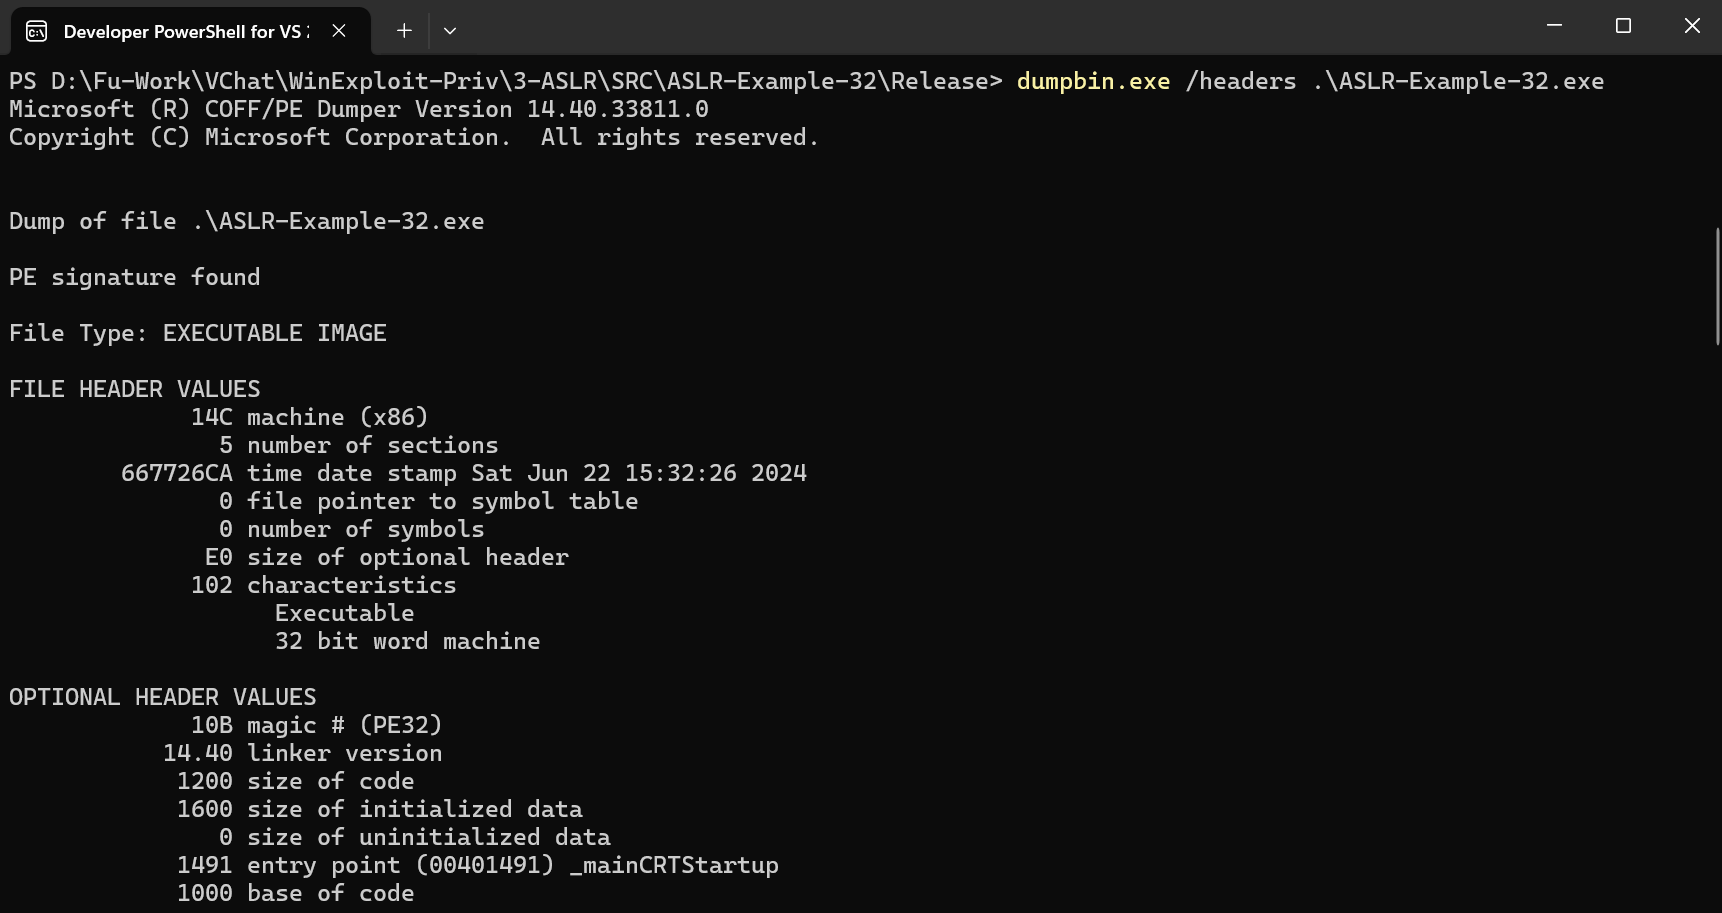 Developer PowerShell for VS
PS D:\Fu-Work\VChat\WinExploit-Priv\3-ASLR\SRC\ASLR-Example-32\Release> dumpbin.exe /headers .\ASLR-Example-32.exe
Microsoft (R) COFF/PE Dumper Version 14.40.33811.0
Copyright (C) Microsoft Corporation.  All rights reserved.
Dump of file .\ASLR-Example-32.exe
PE signature found
File Type: EXECUTABLE IMAGE
FILE HEADER VALUES
14C machine (x86)
5 number of sections
667726CA time date stamp Sat Jun 22 15:32:26 2024
0 file pointer to symbol table
0 number of symbols
E0 size of optional header
102 characteristics
Executable
32 bit word machine
OPTIONAL HEADER VALUES
10B magic # (PE32)
14.40 linker version
1200 size of code
1600 size of initialized data
0 size of uninitialized data
1491 entry point (00401491) _mainCRTStartup
1000 base of code